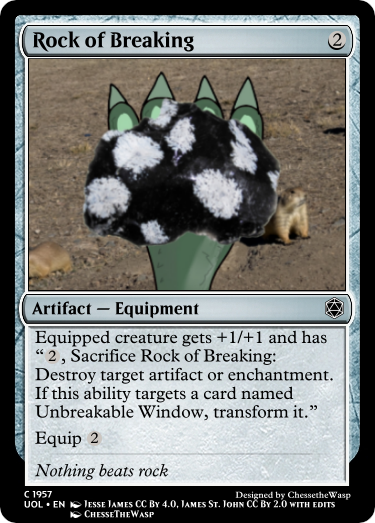 Rock of Breaking 2
Artifact — Equipment
Equipped creature gets +1/+1 and has
“ 2 , Sacrifice Rock of Breaking:
Destroy target artifact or enchantment.
If this ability targets a card named
Unbreakable Window, transform it.”
Equip 2
Nothing beats rock
C 1957
Designed by ChessetheWasp
UOL • EN Jesse James CC By 4.0, James St. John CC By 2.0 with edits
ChesseTheWasp